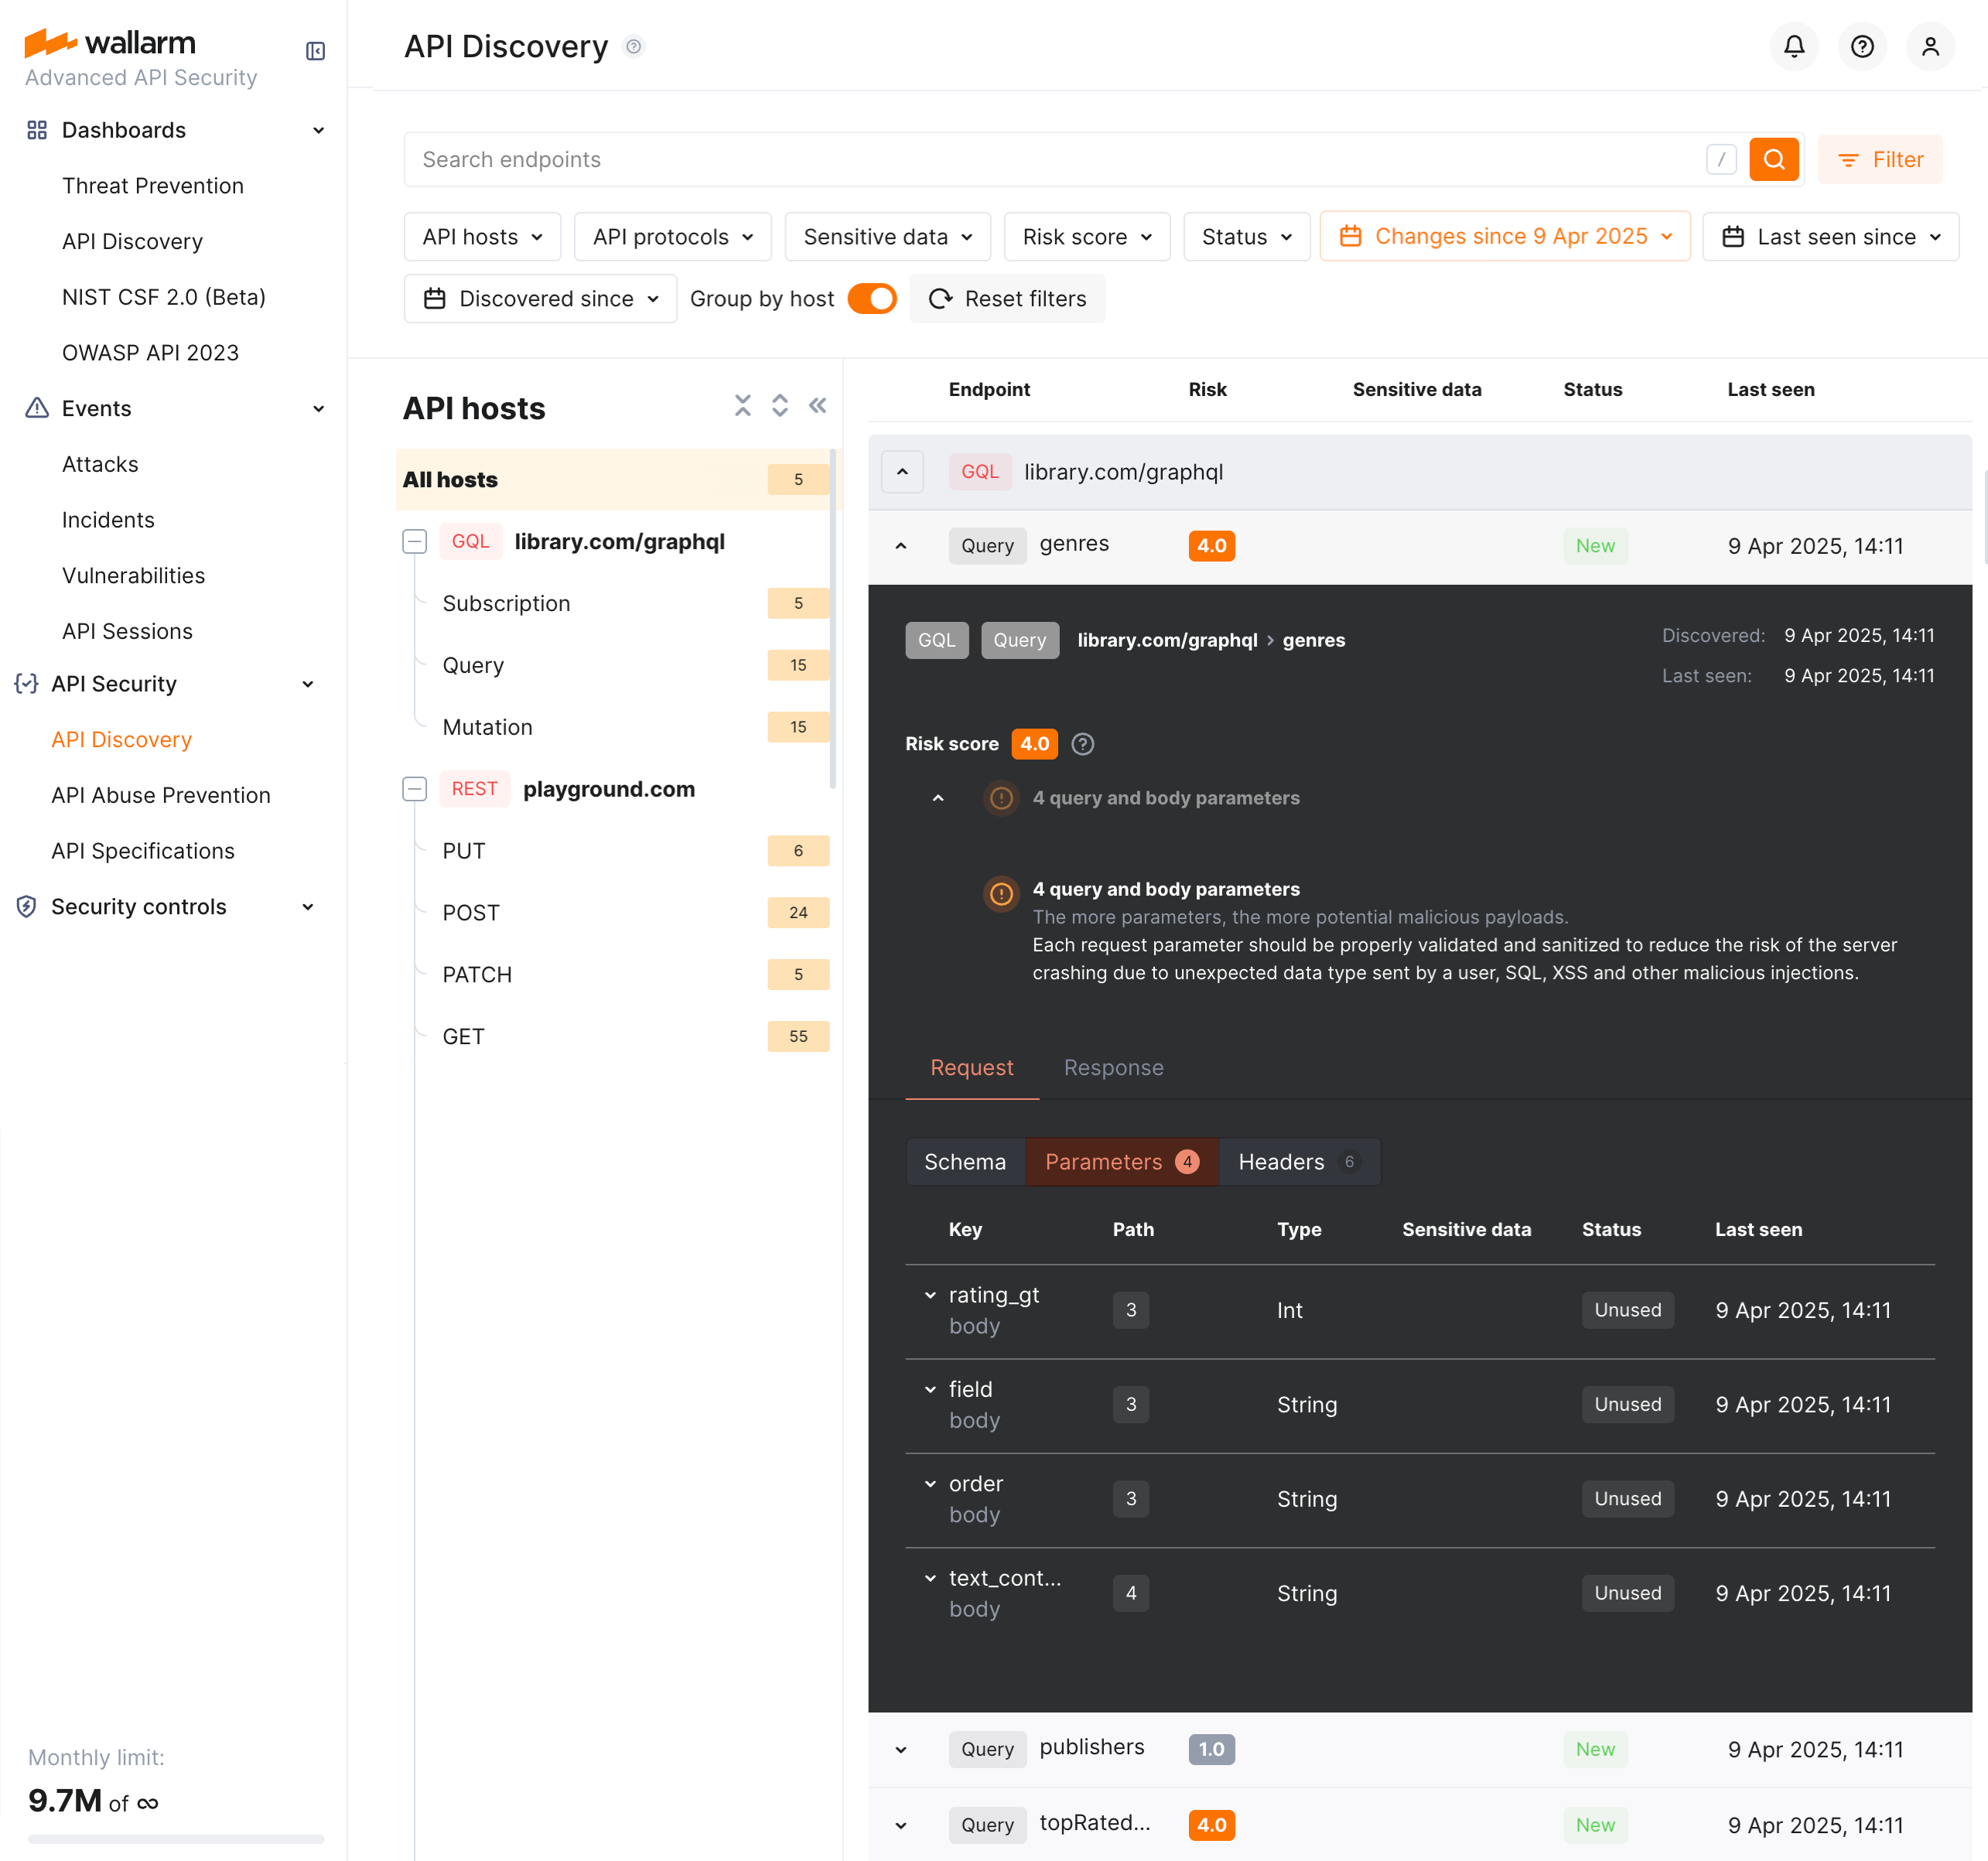 wallarm
Advanced API Security
Dashboards
Threat Prevention
API Discovery
NIST CSF 2.0 (Beta)
OWASP API 2023
Events
Attacks
Incidents
Vulnerabilities
API Sessions
API Security
API Discovery
API Abuse Prevention
API Specifications
Security controls
Monthly limit:
9.7M of ∞
API Discovery
Search endpoints /
Filter
API hosts API protocols Sensitive data Risk score Status Changes since 9 Apr 2025 Last seen since
Discovered since Group by host Reset filters
API hosts
All hosts 5
GQL library.com/graphql
Subscription 5
Query 15
Mutation 15
REST playground.com
PUT 6
POST 24
PATCH 5
GET 55
Endpoint Risk Sensitive data Status Last seen
GQL library.com/graphql
Query genres 4.0 New 9 Apr 2025, 14:11
GQL Query library.com/graphql > genres
Discovered: 9 Apr 2025, 14:11
Last seen: 9 Apr 2025, 14:11
Risk score 4.0
4 query and body parameters
4 query and body parameters
The more parameters, the more potential malicious payloads.
Each request parameter should be properly validated and sanitized to reduce the risk of the server
crashing due to unexpected data type sent by a user, SQL, XSS and other malicious injections.
Request Response
Schema Parameters 4 Headers 6
Key Path Type Sensitive data Status Last seen
rating_gt 3 Int Unused 9 Apr 2025, 14:11
body
field 3 String Unused 9 Apr 2025, 14:11
body
order 3 String Unused 9 Apr 2025, 14:11
body
text_cont... 4 String Unused 9 Apr 2025, 14:11
body
Query publishers 1.0 New 9 Apr 2025, 14:11
Query topRated... 4.0 New 9 Apr 2025, 14:11